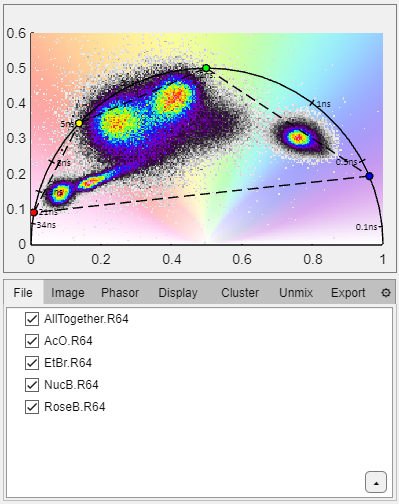 0.6
0.5
0.4
1ns
5ns
0.3
0.5ns
8ns
0.2
0.1
21ns
34ns
0.1ns
0
0 0.2 0.4 0.6 0.8 1
File Image Phasor Display Cluster Unmix Export
AllTogether.R64
AcO.R64
EtBr.R64
NucB.R64
RoseB.R64